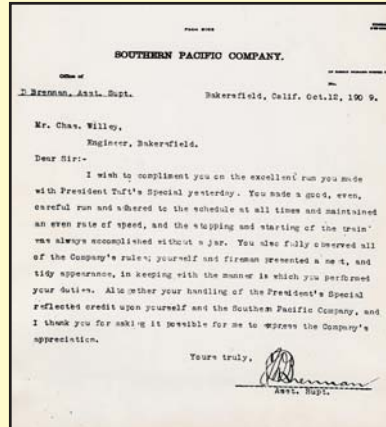 SOUTHERN PACIFIC COMPANY.
Office of
D Brennan, Asst. Supt.
Bakersfield, Calif. Oct.12, 190 9.
Mr. Chas. Willey,
Engineer, Bakersfield.
Dear Sir:-
I wish to compliment you on the excellent run you made
with President Taft's Special yesterday. You made a good, even,
careful run and adhered to the schedule at all times and maintained
an even rate of speed, and the stopping and starting of the train
was always accomplished without a jar. You also fully observed all
of the Company's rules; yourself and fireman presented a neat, and
tidy appearance, in keeping with the manner in which you performed
your duties. Altogether your handling of the President's Special
reflected credit upon yourself and the Southern Pacific Company, and
I thank you for making it possible for me to express the Company's
appreciation.
Yours truly,
DBrennan
Asst. Supt.